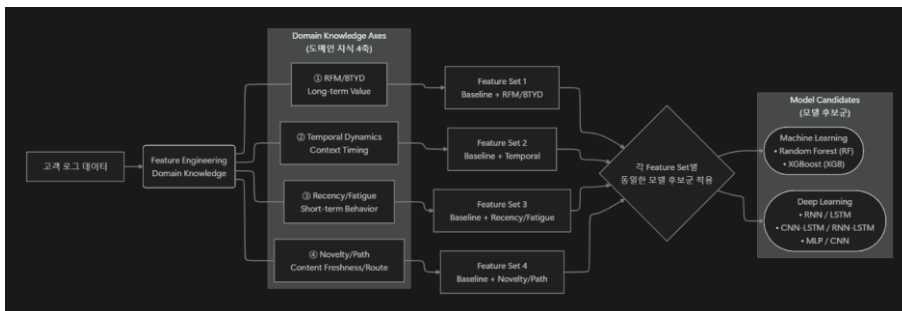 고객 로그 데이터
Feature Engineering
Domain Knowledge
Domain Knowledge Axes
(도메인 지식 4축)
① RFM/BTYD
Long-term Value
② Temporal Dynamics
Context Timing
③ Recency/Fatigue
Short-term Behavior
④ Novelty/Path
Content Freshness/Route
Feature Set 1
Baseline + RFM/BTYD
Feature Set 2
Baseline + Temporal
Feature Set 3
Baseline + Recency/Fatigue
Feature Set 4
Baseline + Novelty/Path
각 Feature Set별
동일한 모델 후보군 적용
Model Candidates
(모델 후보군)
Machine Learning
• Random Forest (RF)
• XGBoost (XGB)
Deep Learning
• RNN / LSTM
• CNN-LSTM / RNN-LSTM
• MLP / CNN